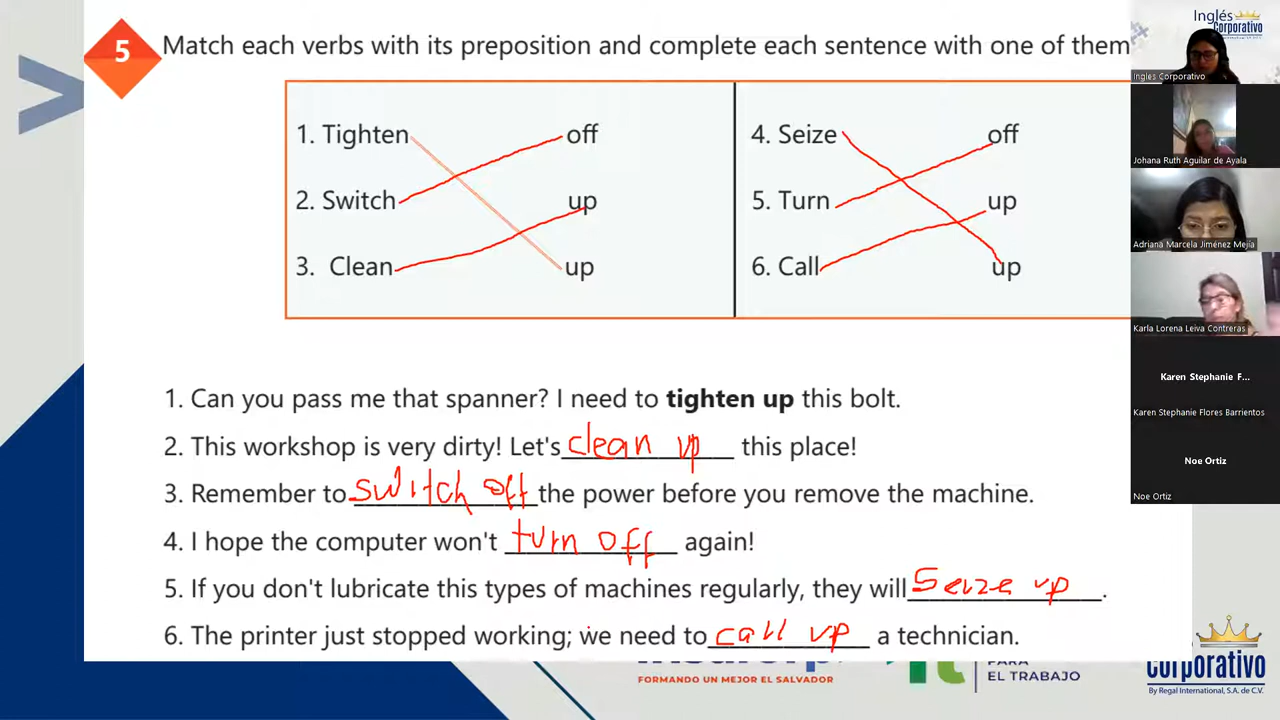 5 Match each verbs with its preposition and complete each sentence with one of them
1. Tighten off
2. Switch up
3. Clean up
4. Seize off
5. Turn up
6. Call up
1. Can you pass me that spanner? I need to tighten up this bolt.
2. This workshop is very dirty! Let's clean up this place!
3. Remember to switch off the power before you remove the machine.
4. I hope the computer won't turn off again!
5. If you don't lubricate this types of machines regularly, they will seize up.
6. The printer just stopped working; we need to call up a technician.
FORMANDO UN MEJOR EL SALVADOR
PARA
EL TRABAJO
Corporativo
By Regal International, S.A. de C.V.
Inglés
Corporativo
Ingles Corporativo
Johana Ruth Aguilar de Ayala
Adriana Marcela Jiménez Mejía
Karla Lorena Leiva Contreras
Karen Stephanie F...
Karen Stephanie Flores Barrientos
Noe Ortiz
Noe Ortiz